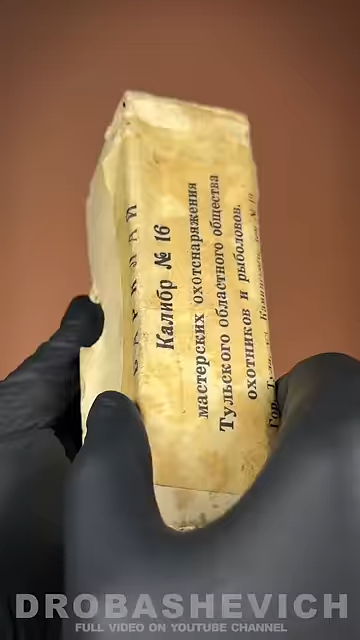 Калибр № 16
мастерских охотснаряжения
Тульского областного общества
охотников и рыболовов.
DROBASHEVICH
FULL VIDEO ON YOUTUBE CHANNEL